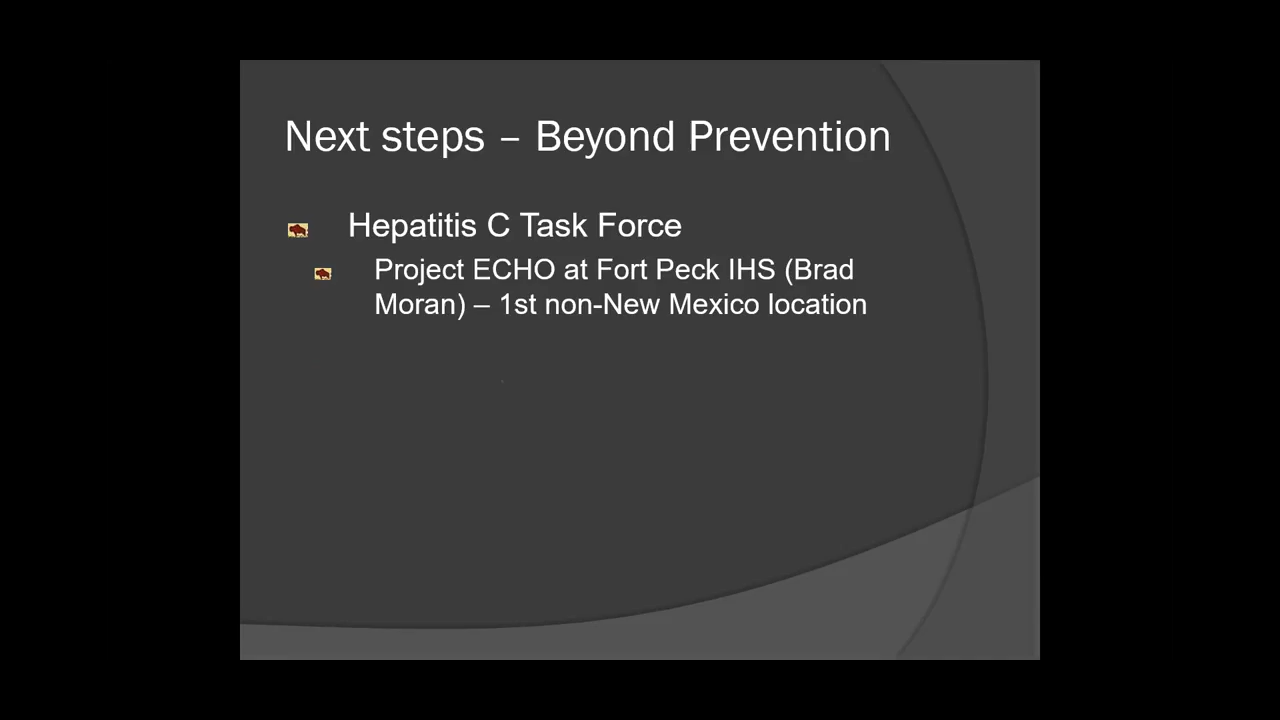 Next steps – Beyond Prevention
Hepatitis C Task Force
Project ECHO at Fort Peck IHS (Brad
Moran) – 1st non-New Mexico location